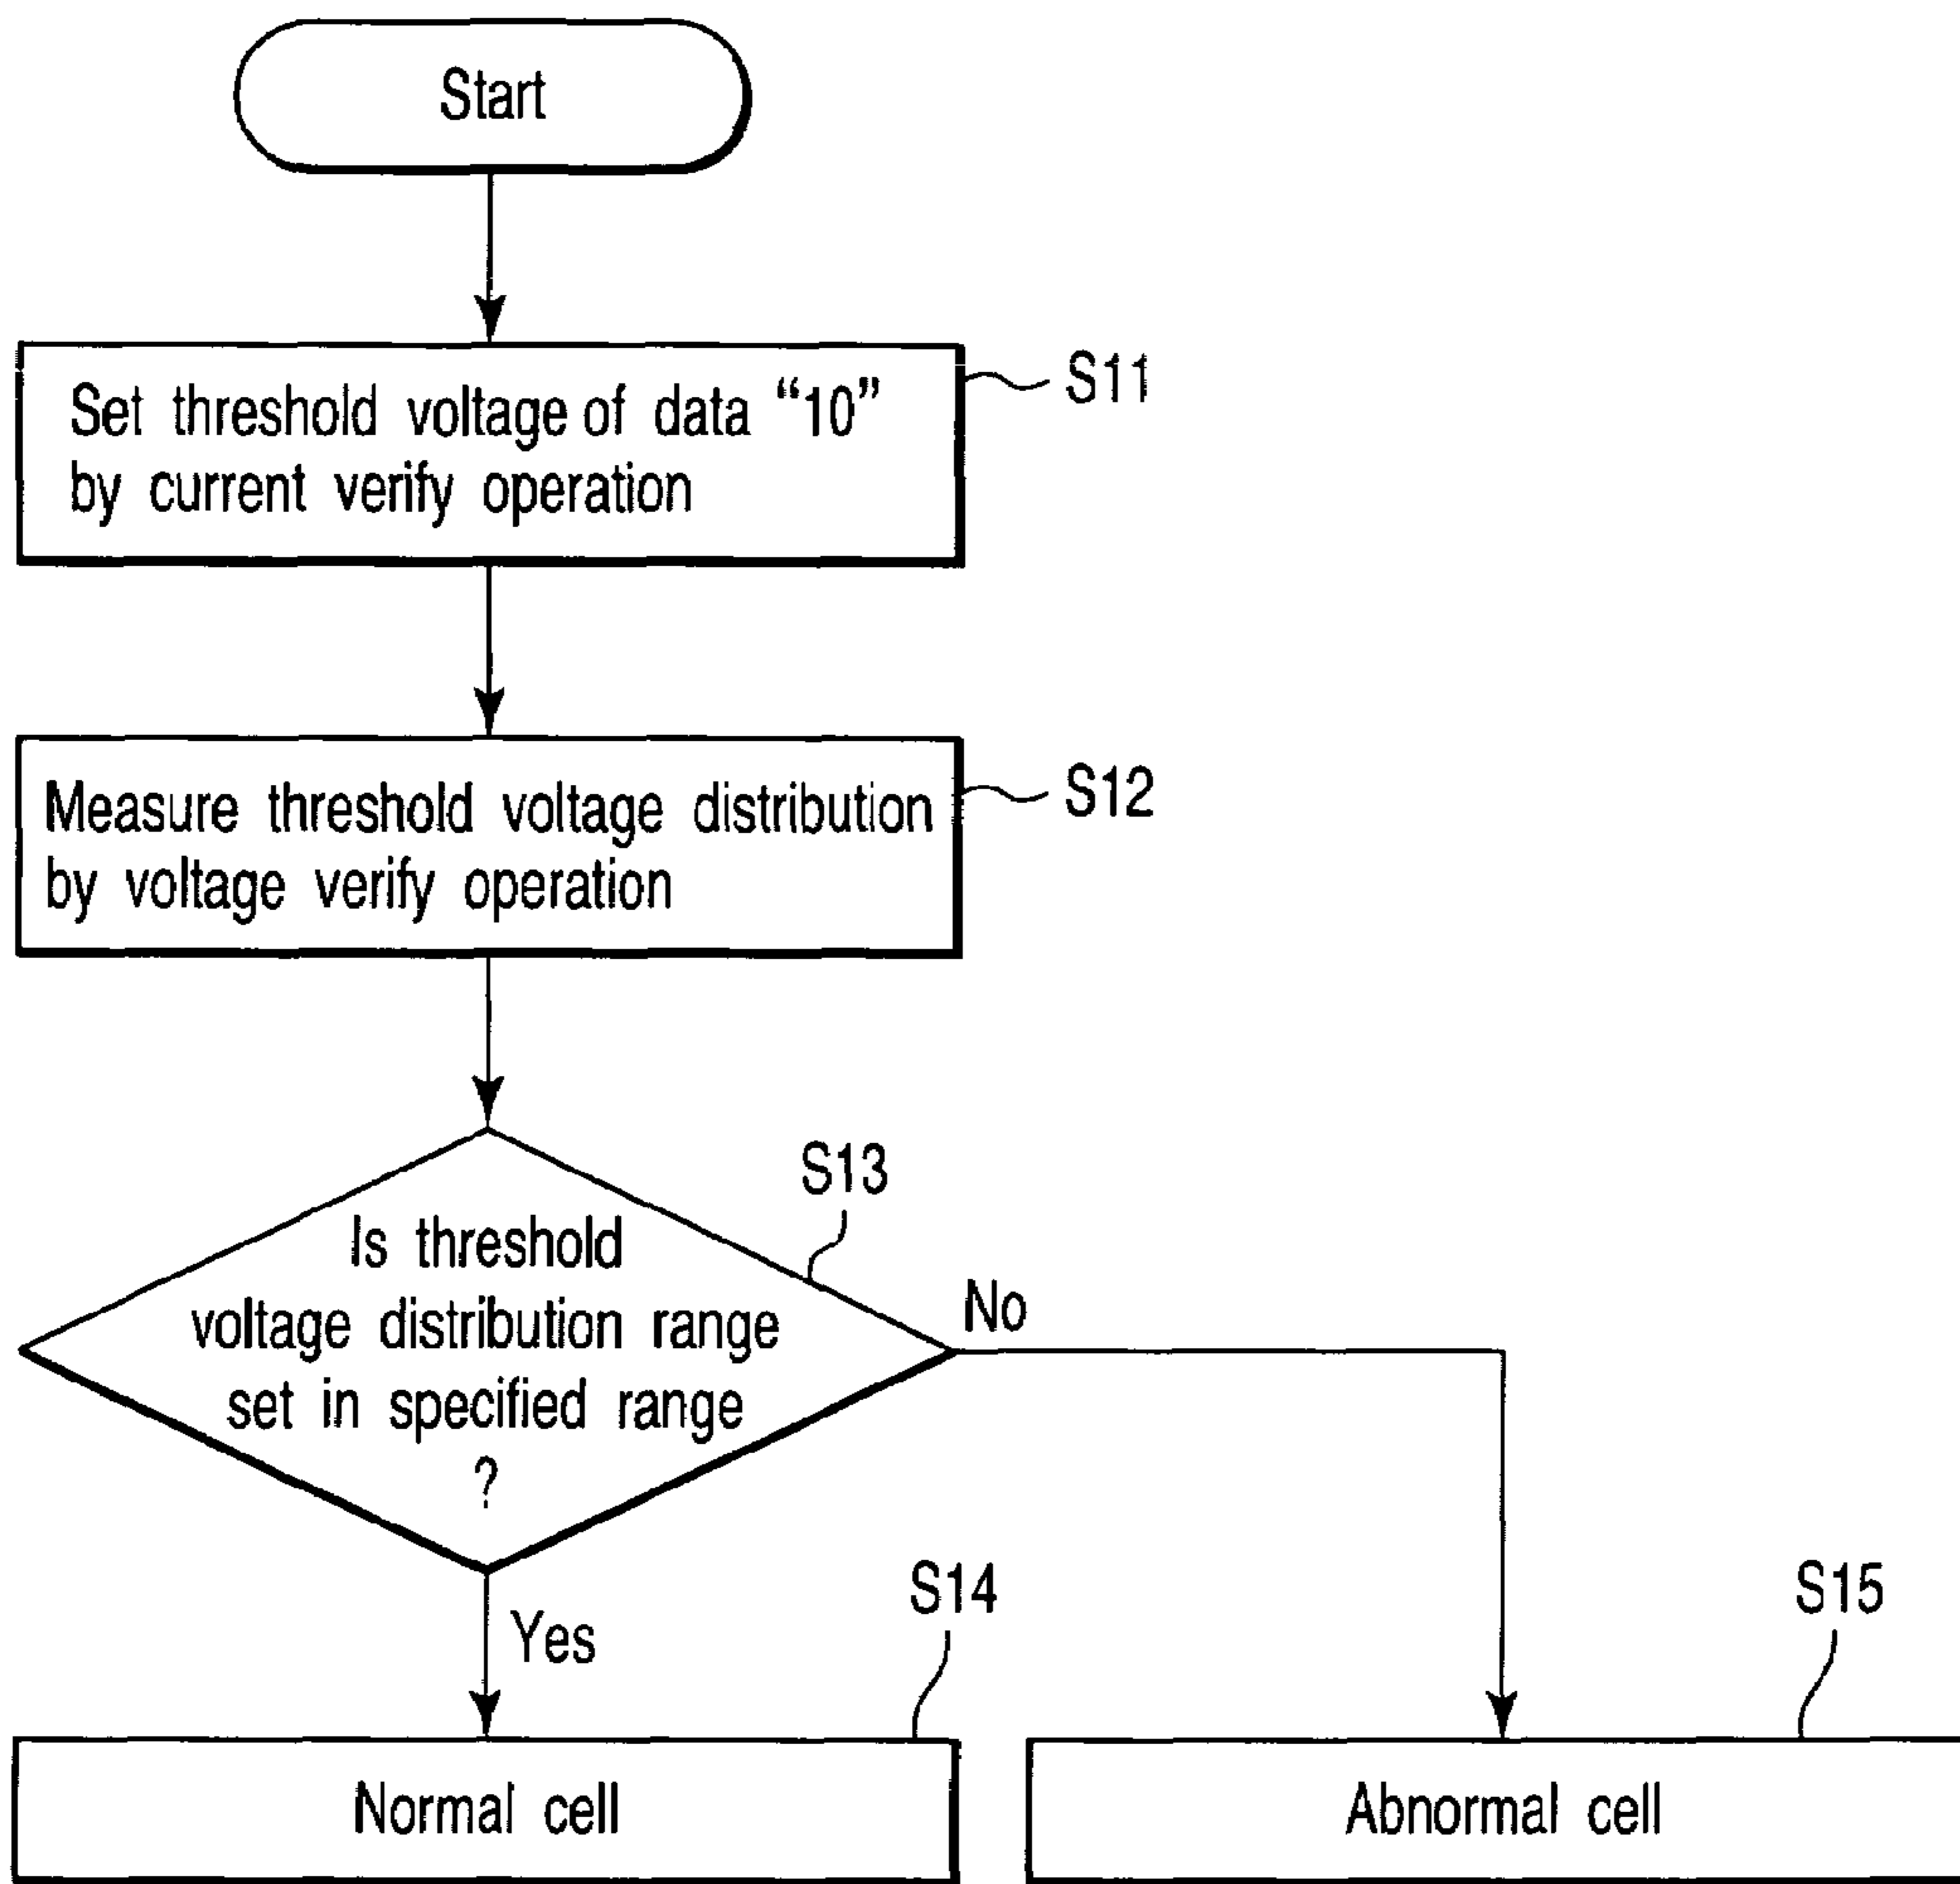 Start
Set threshold voltage of data “10”
by current verify operation
S11
Measure threshold voltage distribution
by voltage verify operation
S12
S13
Is threshold
voltage distribution range
set in specified range
?
No
Yes
S14
S15
Normal cell
Abnormal cell